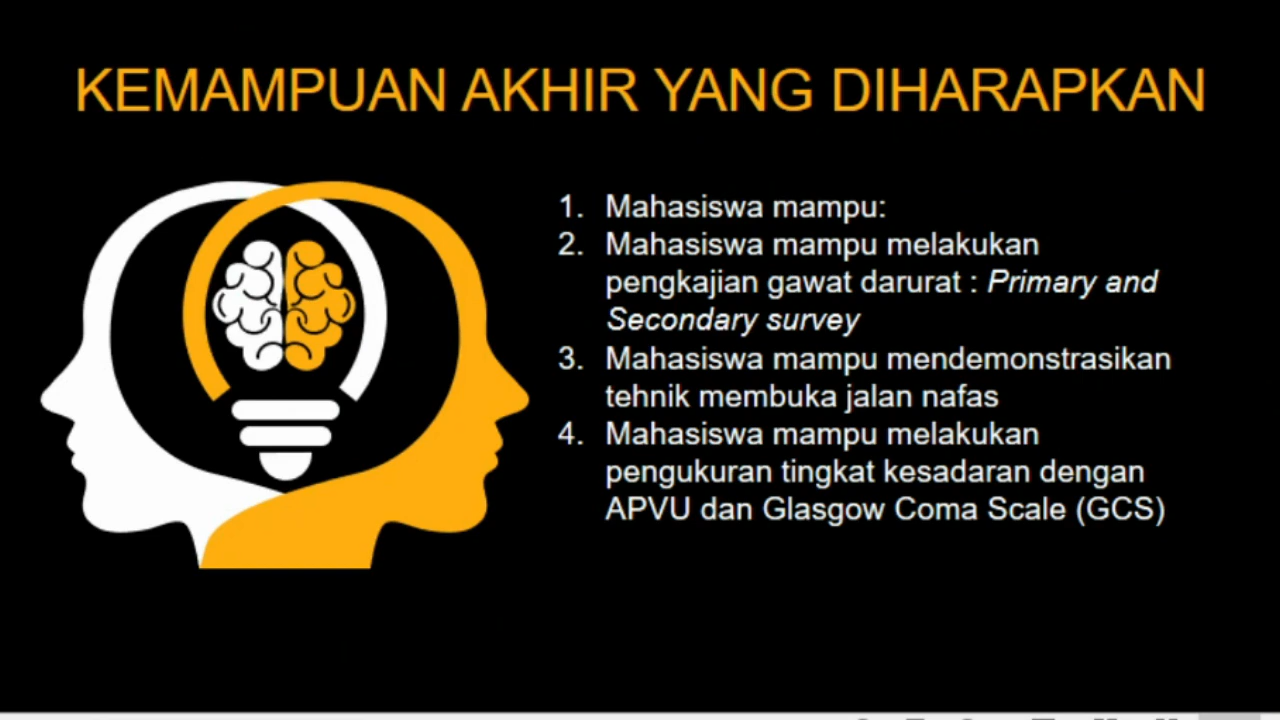 KEMAMPUAN AKHIR YANG DIHARAPKAN
1. Mahasiswa mampu:
2. Mahasiswa mampu melakukan
pengkajian gawat darurat : Primary and
Secondary survey
3. Mahasiswa mampu mendemonstrasikan
tehnik membuka jalan nafas
4. Mahasiswa mampu melakukan
pengukuran tingkat kesadaran dengan
APVU dan Glasgow Coma Scale (GCS)